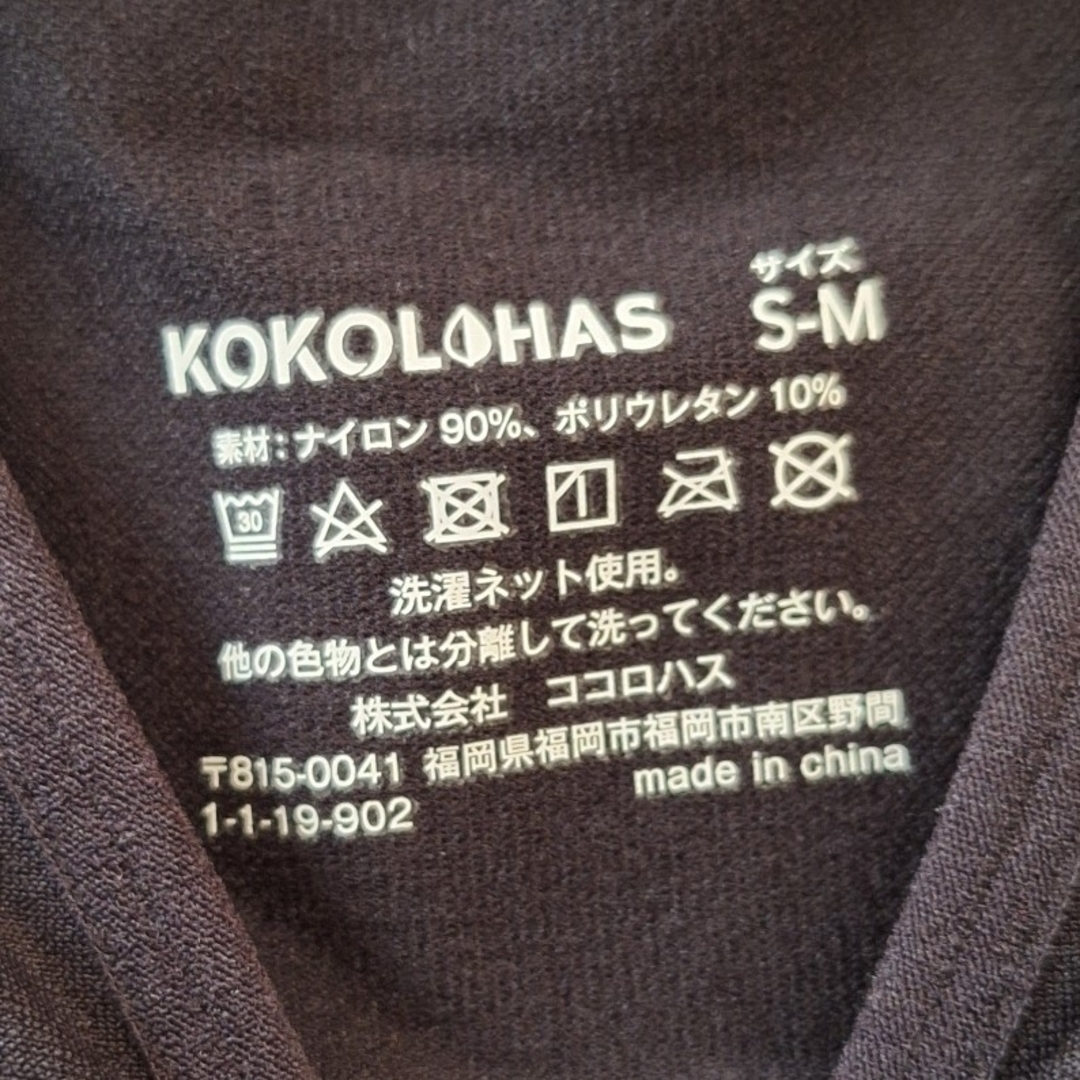 サイズ
KOKOLOHAS S-M
素材:ナイロン 90%、ポリウレタン 10%
30
洗濯ネット使用。
他の色物とは分離して洗ってください。
株式会社 ココロハス
〒815-0041 福岡県福岡市福岡市南区野間
1-1-19-902 made in china